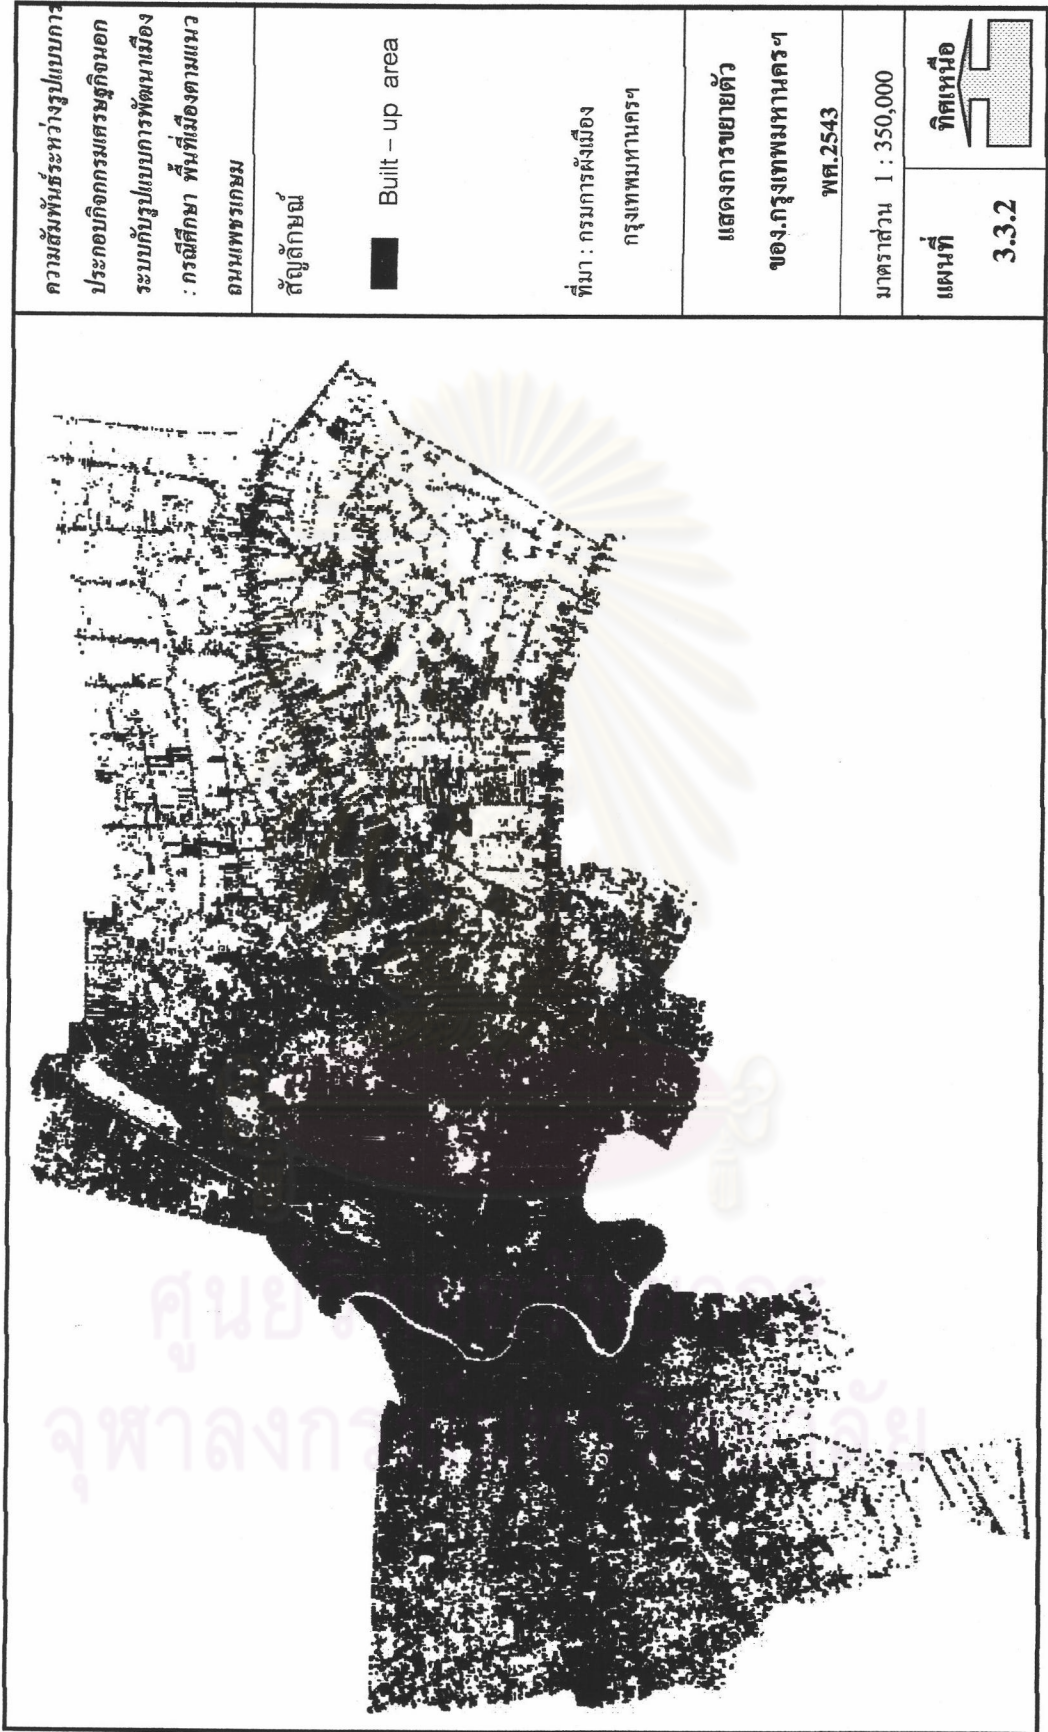 ความสัมพันธ์ระหว่างรูปแบบการ
ประกอบกิจกกรมเศรษฐกิจนอก
ระบบกับรูปแบบการพัฒนาเมือง
: กรณีศึกษา พื้นที่เมืองตามแนว
ถนนเพชรเกษม
สัญลักษณ์
Built – up area
ที่มา : กรมการผังเมือง
กรุงเทพมหานครฯ
แสดงการขยายตัว
ของ.กรุงเทพมหานครฯ
พศ.2543
มาตราส่วน 1 : 350,000
แผนที่
3.3.2
ทิศเหนือ